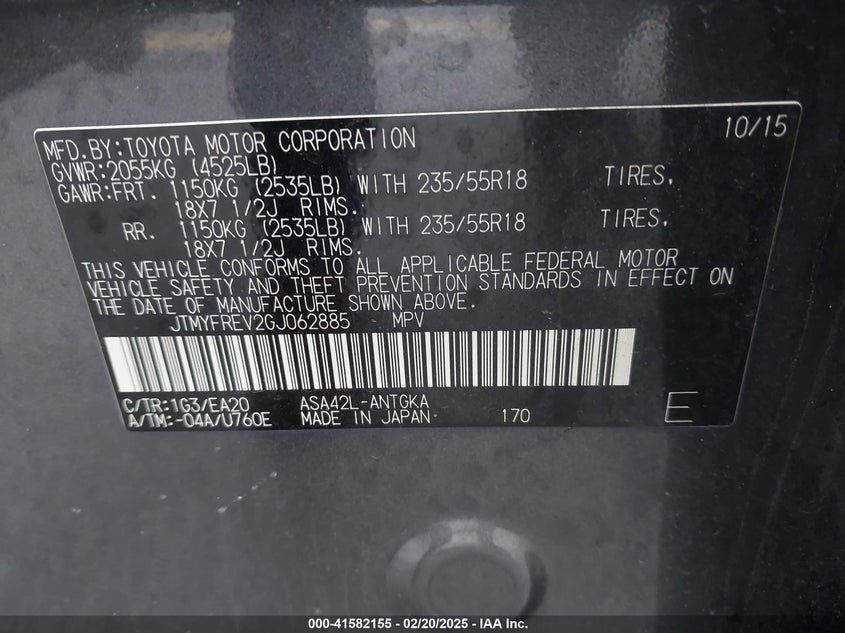 MFD.BY:TOYOTA MOTOR CORPORATION 10/15
GVWR:2055KG (4525LB)
GAWR:FRT. 1150KG (2535LB) WITH 235/55R18 TIRES.
18X7 1/2J RIMS.
RR. 1150KG (2535LB) WITH 235/55R18 TIRES.
18X7 1/2J RIMS.
THIS VEHICLE CONFORMS TO ALL APPLICABLE FEDERAL MOTOR
VEHICLE SAFETY AND THEFT PREVENTION STANDARDS IN EFFECT ON
THE DATE OF MANUFACTURE SHOWN ABOVE.
JTMYFREV2GJ062885 MPV
C/TR:1G3/EA20 ASA42L-ANTGKA
A/TM:-04A/U760E MADE IN JAPAN 170 E
000-41582155 - 02/20/2025 - IAA Inc.